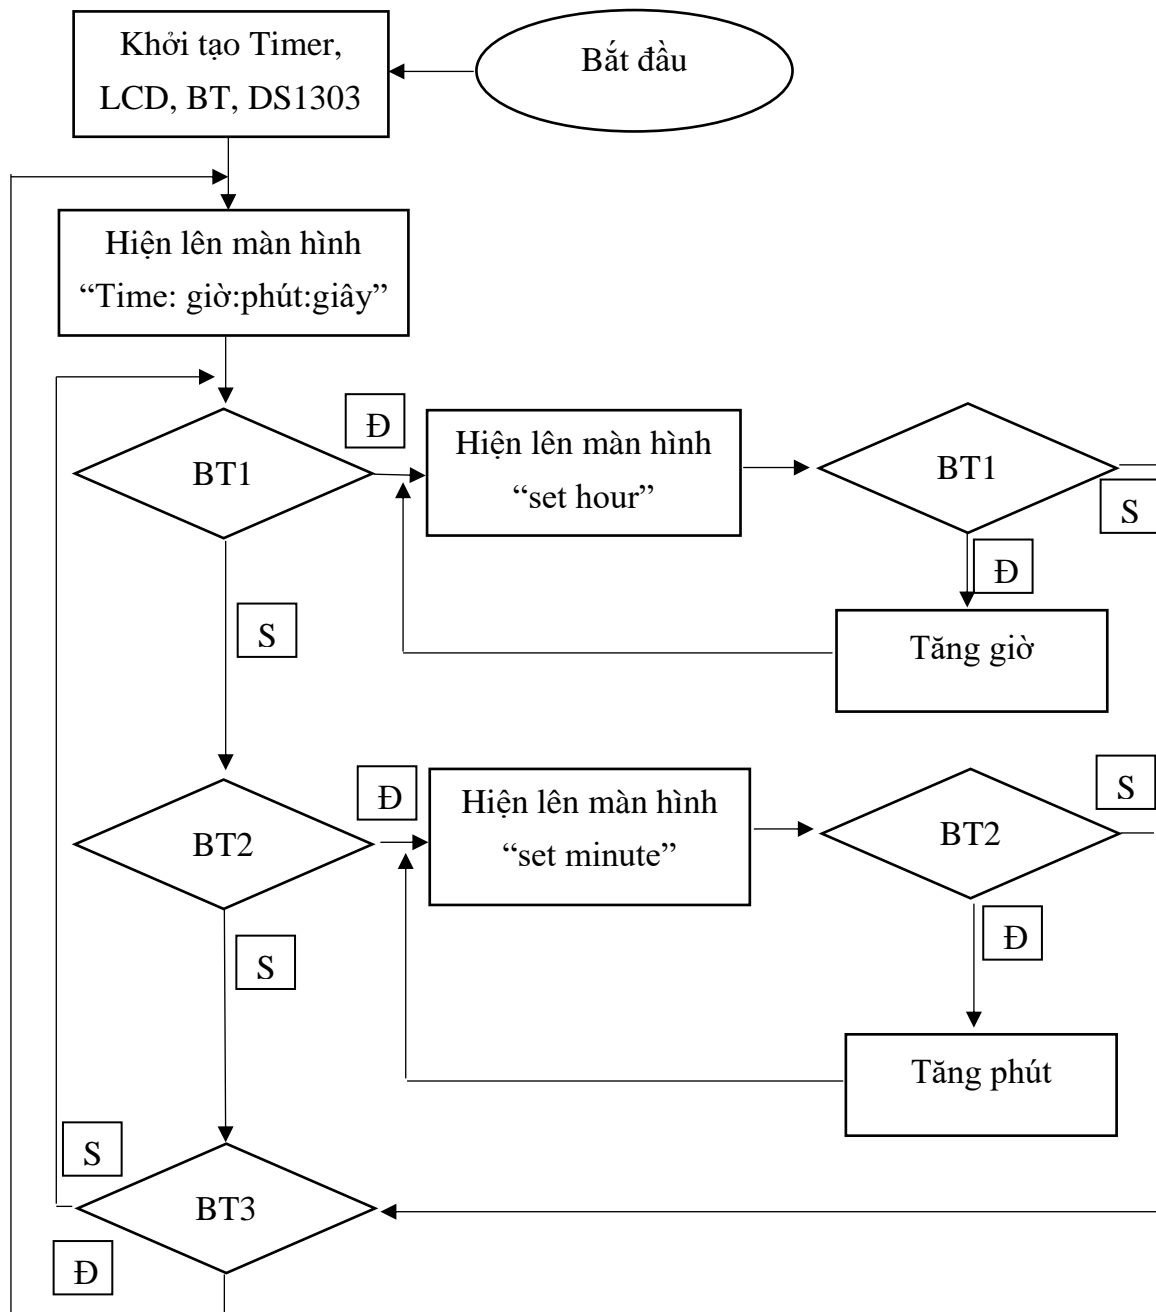 Khởi tạo Timer,
LCD, BT, DS1303
Bắt đầu
Hiện lên màn hình
“Time: giờ:phút:giây”
BT1
Đ
Hiện lên màn hình
“set hour”
BT1
S
Đ
S
Tăng giờ
BT2
Đ
Hiện lên màn hình
“set minute”
BT2
S
Đ
S
Tăng phút
S
BT3
Đ